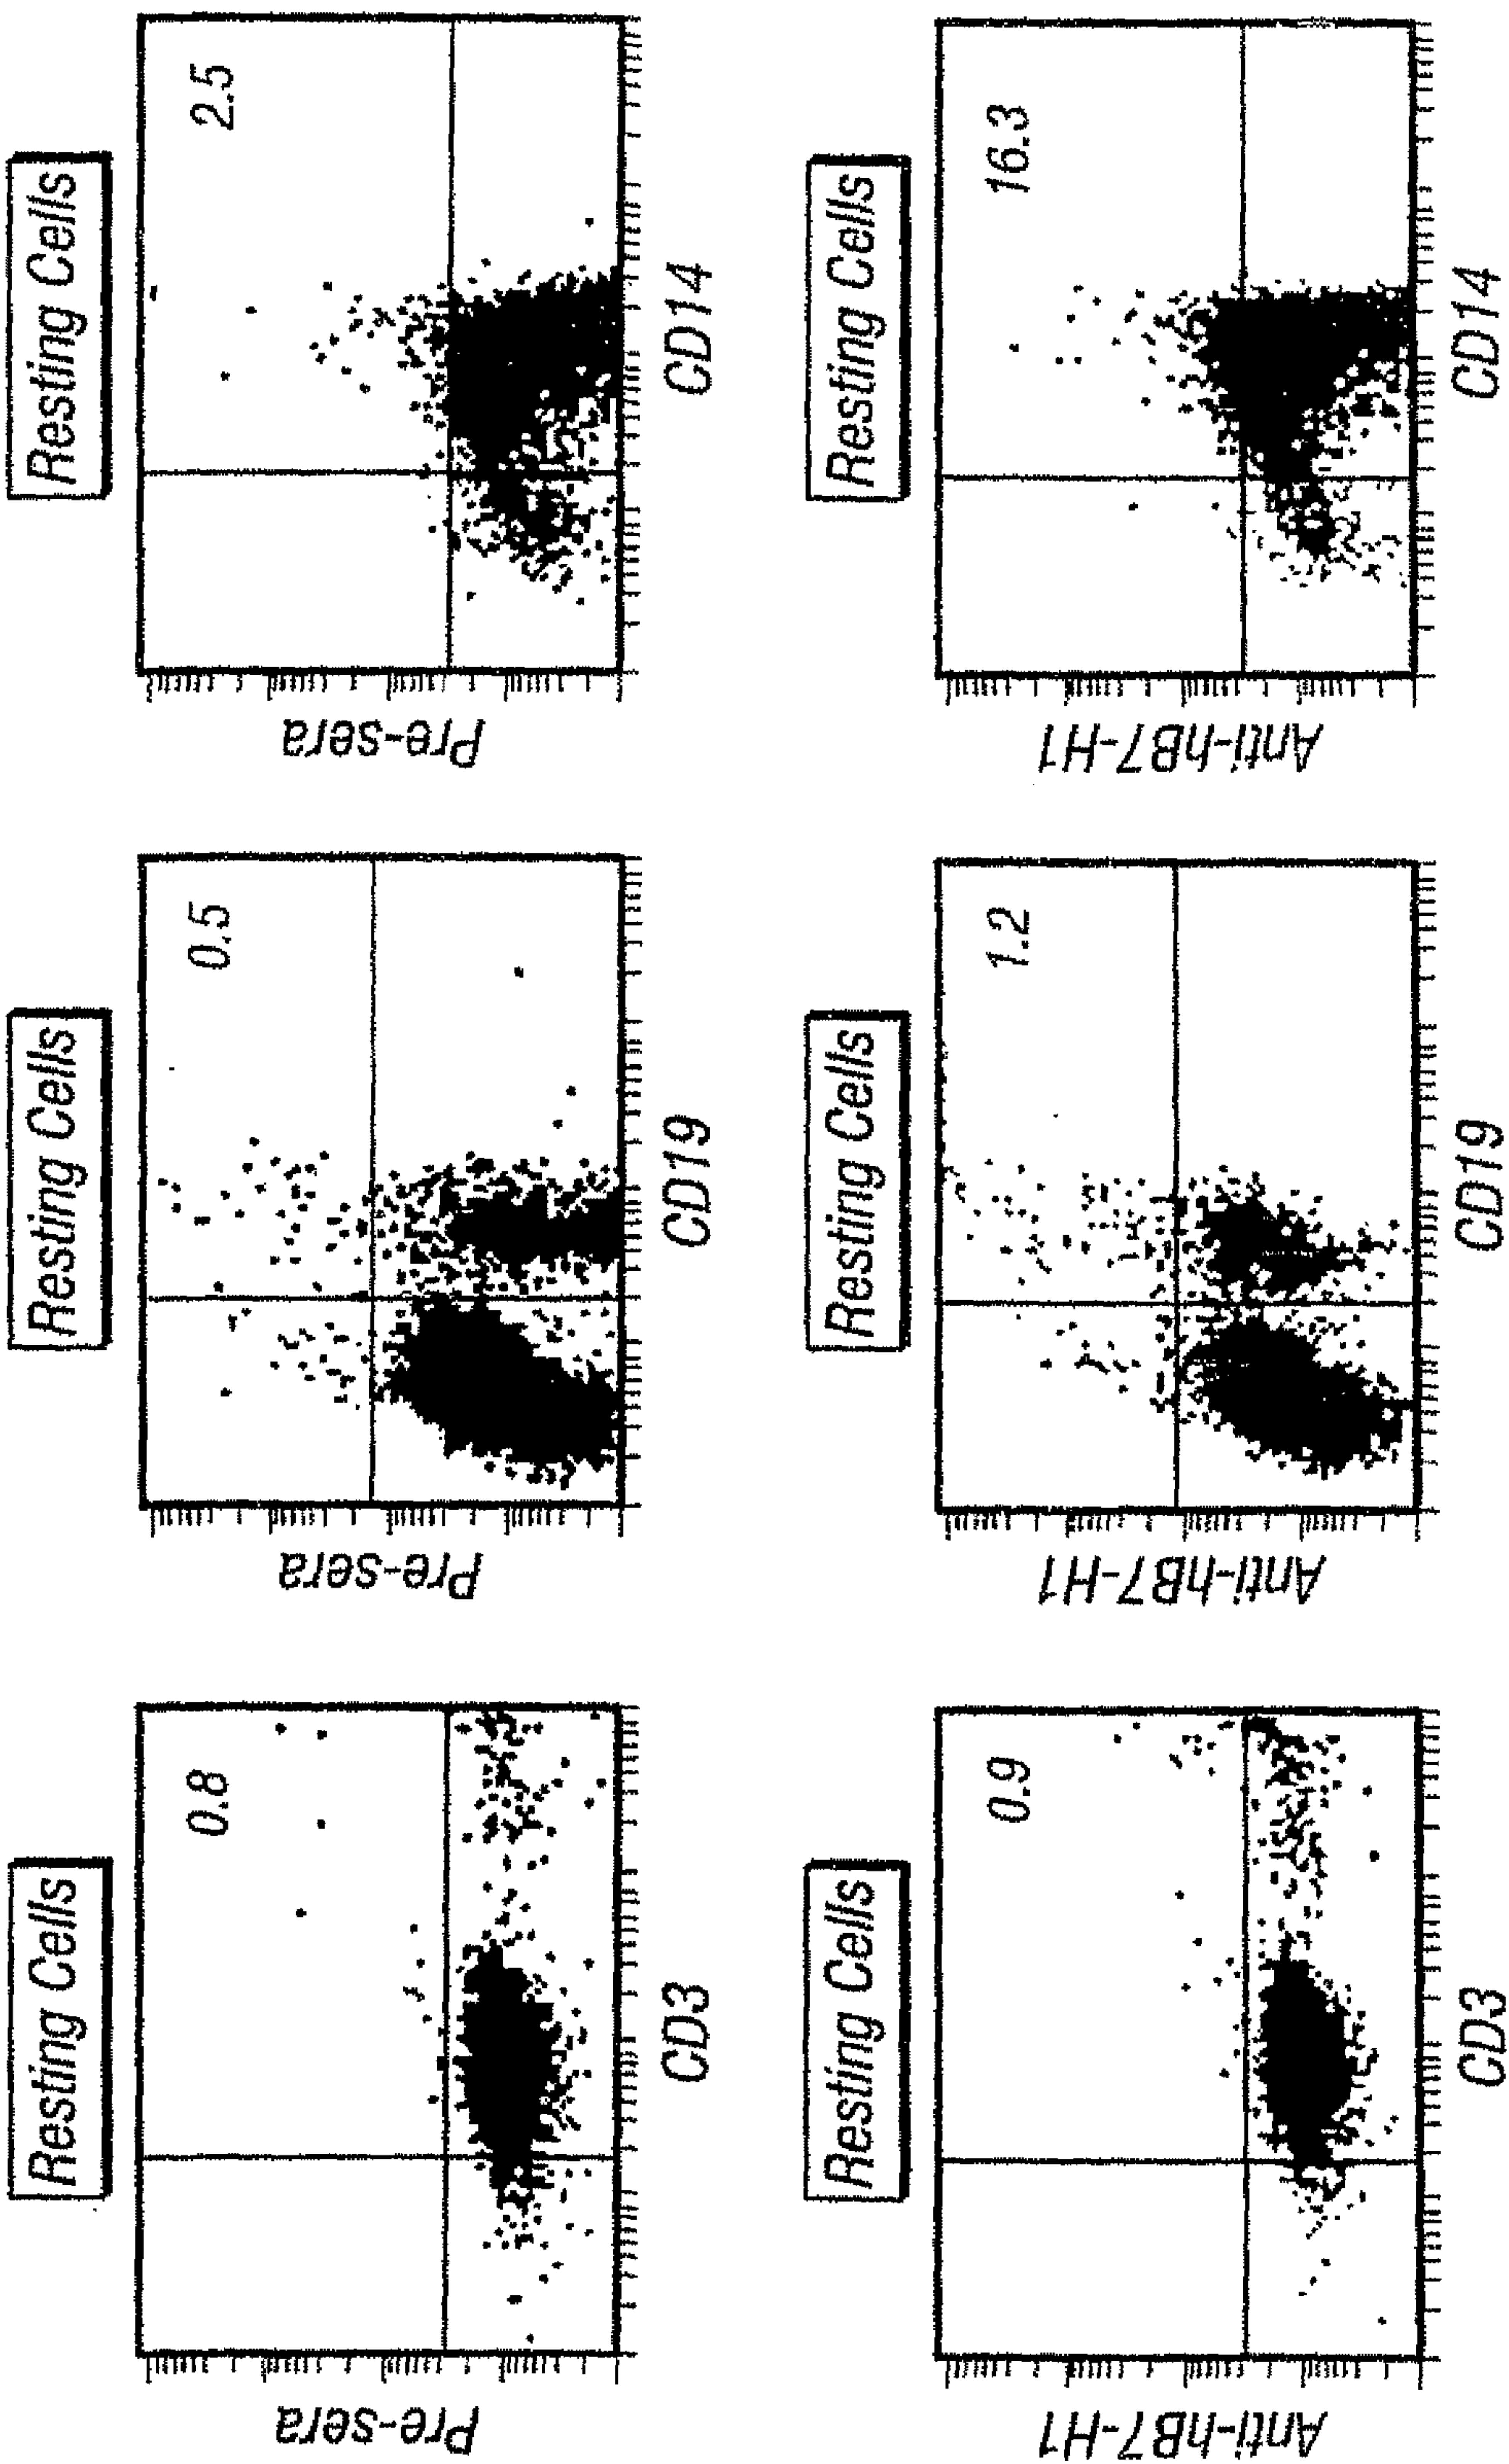 Resting Cells
0.8
Pre-sera
CD3
Resting Cells
0.5
Pre-sera
CD19
Resting Cells
2.5
Pre-sera
CD14
Resting Cells
0.9
Anti-hB7-H1
CD3
Resting Cells
1.2
Anti-hB7-H1
CD19
Resting Cells
16.3
Anti-hB7-H1
CD14